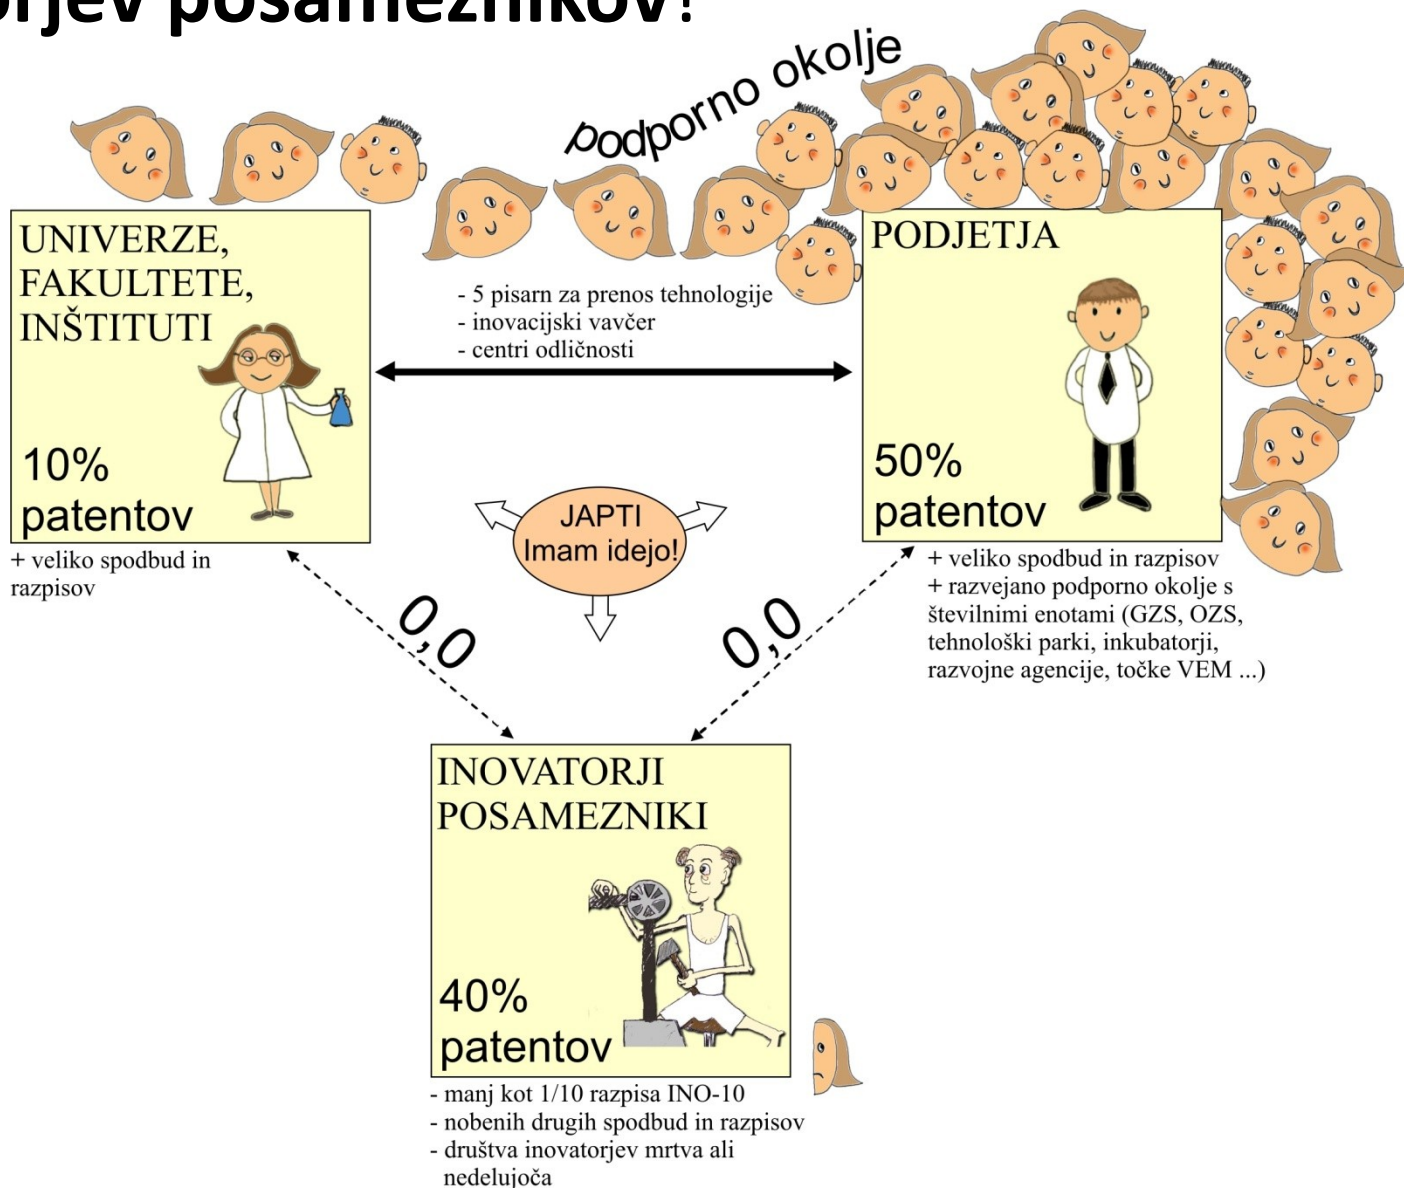 posameznikov!
podporno okolje
UNIVERZE,
FAKULTETE,
INŠTITUTI
10%
patentov
+ veliko spodbud in
razpisov
- 5 pisarn za prenos tehnologije
- inovacijski vavčer
- centri odličnosti
PODJETJA
50%
patentov
+ veliko spodbud in razpisov
+ razvejano podporno okolje s
številnimi enotami (GZS, OZS,
tehnološki parki, inkubatorji,
razvojne agencije, točke VEM ...)
JAPTI
Imam idejo!
0,0
0,0
INOVATORJI
POSAMEZNIKI
40%
patentov
- manj kot 1/10 razpisa INO-10
- nobenih drugih spodbud in razpisov
- društva inovatorjev mrtva ali
nedelujoča